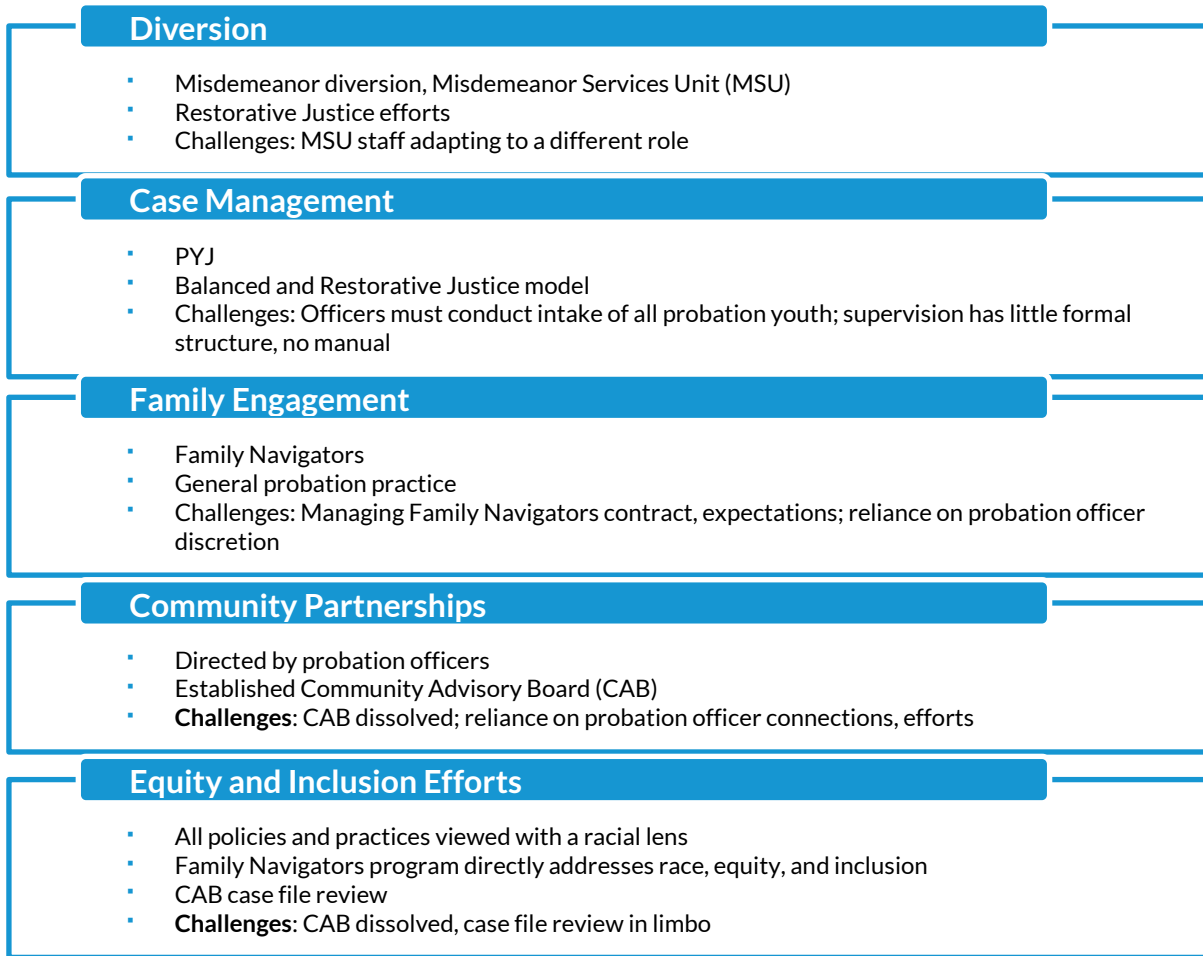 Diversion
▪ Misdemeanor diversion, Misdemeanor Services Unit (MSU)
▪ Restorative Justice efforts
▪ Challenges: MSU staff adapting to a different role
Case Management
▪ PYJ
▪ Balanced and Restorative Justice model
▪ Challenges: Officers must conduct intake of all probation youth; supervision has little formal
structure, no manual
Family Engagement
▪ Family Navigators
▪ General probation practice
▪ Challenges: Managing Family Navigators contract, expectations; reliance on probation officer
discretion
Community Partnerships
▪ Directed by probation officers
▪ Established Community Advisory Board (CAB)
▪ Challenges: CAB dissolved; reliance on probation officer connections, efforts
Equity and Inclusion Efforts
▪ All policies and practices viewed with a racial lens
▪ Family Navigators program directly addresses race, equity, and inclusion
▪ CAB case file review
▪ Challenges: CAB dissolved, case file review in limbo